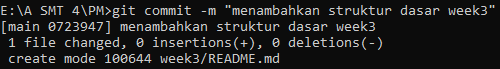 E:\A SMT 4\PM>git commit -m "menambahkan struktur dasar week3"
[main 0723947] menambahkan struktur dasar week3
 1 file changed, 0 insertions(+), 0 deletions(-)
 create mode 100644 week3/README.md